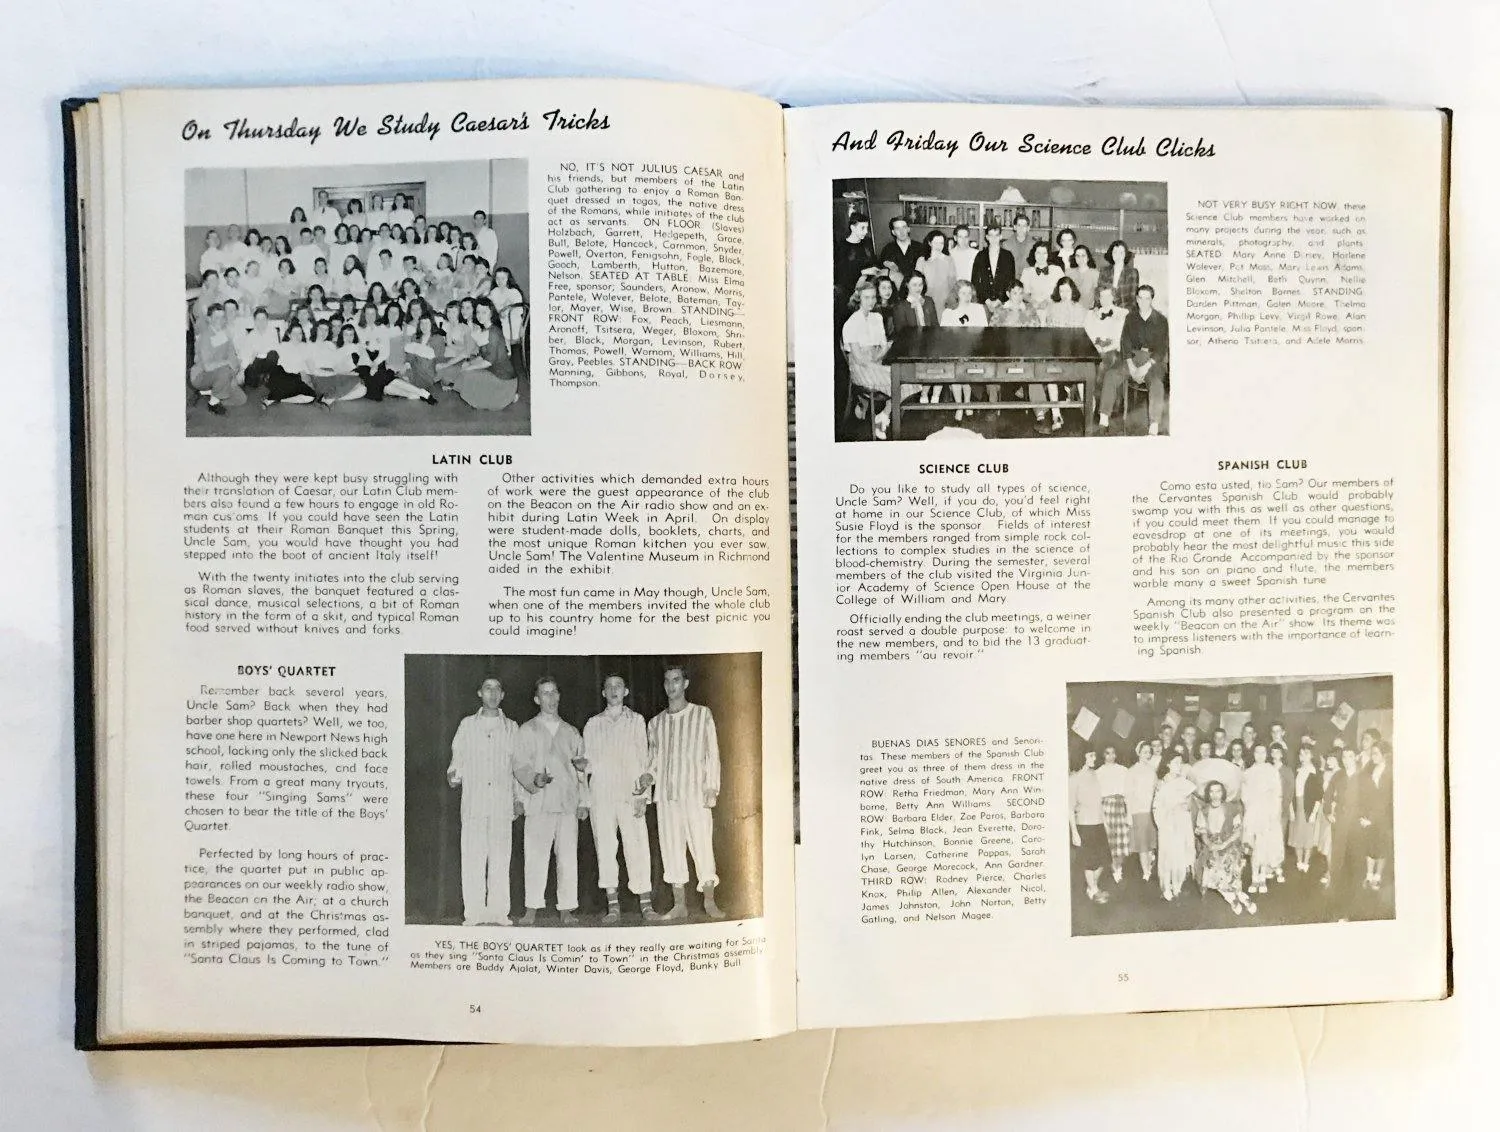 On Thursday We Study Caesar's Tricks
NO, IT'S NOT JULIUS CAESAR and
his friends, but members of the Latin
Club gathering to enjoy a Roman Ban-
quet dressed in togas, the native dress
of the Romans, while initiates of the club
act as servants. ON FLOOR: (Slaves)
Holzbach, Garrett, Hedgepeth, Grace,
Bull, Belote, Hancock, Cammon, Snyder,
Powell, Overton, Fenigsohn, Fogle, Block,
Gooch, Lamberth, Hutton, Bazemore,
Nelson. SEATED AT TABLE: Miss Elma
Free, sponsor; Saunders, Aronow, Morris,
Pantele, Wolever, Belote, Bateman, Tay-
lor, Mayer, Wise, Brown. STANDING—
FRONT ROW: Fox, Peach, Liesmann,
Aronoff, Tsitsera, Weger, Bloxom, Shri-
ber, Black, Morgan, Levinson, Rubert,
Thomas, Powell, Wornom, Williams, Hill,
Gray, Peebles. STANDING—BACK ROW
Manning, Gibbons, Royal, Dorsey,
Thompson.
LATIN CLUB
Although they were kept busy struggling with
their translation of Caesar, our Latin Club mem-
bers also found a few hours to engage in old Ro-
man customs. If you could have seen the Latin
students at their Roman Banquet this Spring,
Uncle Sam, you would have thought you had
stepped into the boot of ancient Italy itself!
With the twenty initiates into the club serving
as Roman slaves, the banquet featured a clas-
sical dance, musical selections, a bit of Roman
history in the form of a skit, and typical Roman
food served without knives and forks.
Other activities which demanded extra hours
of work were the guest appearance of the club
on the Beacon on the Air radio show and an ex-
hibit during Latin Week in April. On display
were student-made dolls, booklets, charts, and
the most unique Roman kitchen you ever saw,
Uncle Sam! The Valentine Museum in Richmond
aided in the exhibit.
The most fun came in May though, Uncle Sam,
when one of the members invited the whole club
up to his country home for the best picnic you
could imagine!
BOYS' QUARTET
Remember back several years,
Uncle Sam? Back when they had
barber shop quartets? Well, we too,
have one here in Newport News high
school, lacking only the slicked back
hair, rolled moustaches, and face
towels. From a great many tryouts,
these four "Singing Sams" were
chosen to bear the title of the Boys'
Quartet.
Perfected by long hours of prac-
tice, the quartet put in public ap-
pearances on our weekly radio show,
the Beacon on the Air; at a church
banquet, and at the Christmas as-
sembly where they performed, clad
in striped pajamas, to the tune of
"Santa Claus Is Coming to Town."
YES, THE BOYS' QUARTET look as if they really are waiting for Santa
as they sing "Santa Claus Is Comin' to Town" in the Christmas assembly
Members are Buddy Ajalat, Winter Davis, George Floyd, Bunky Bull
54
And Friday Our Science Club Clicks
NOT VERY BUSY RIGHT NOW, these
Science Club members have worked on
many projects during the year, such as
minerals, photography, and plants
SEATED: Mary Anne Dorsey, Harlene
Wolever, Pat Moss, Mary Lewis Adams,
Glen Mitchell, Beth Quynn, Nellie
Bloxom, Shelton Barnes. STANDING:
Darden Pittman, Galen Moore, Thelma
Morgan, Phillip Levy, Virgil Rowe, Alan
Levinson, Julia Pantele, Miss Floyd, spon-
sor, Athena Tsitsera, and Adele Morris.
SCIENCE CLUB
Do you like to study all types of science,
Uncle Sam? Well, if you do, you'd feel right
at home in our Science Club, of which Miss
Susie Floyd is the sponsor. Fields of interest
for the members ranged from simple rock col-
lections to complex studies in the science of
blood-chemistry. During the semester, several
members of the club visited the Virginia Jun-
ior Academy of Science Open House at the
College of William and Mary
Officially ending the club meetings, a weiner
roast served a double purpose: to welcome in
the new members, and to bid the 13 graduat-
ing members "au revoir."
SPANISH CLUB
Como esta usted, tio Sam? Our members of
the Cervantes Spanish Club would probably
swamp you with this as well as other questions,
if you could meet them. If you could manage to
eavesdrop at one of its meetings, you would
probably hear the most delightful music this side
of the Rio Grande. Accompanied by the sponsor
and his son on piano and flute, the members
warble many a sweet Spanish tune
Among its many other activities, the Cervantes
Spanish Club also presented a program on the
weekly "Beacon on the Air" show. Its theme was
to impress listeners with the importance of learn-
ing Spanish.
BUENAS DIAS SENORES and Senori-
tas. These members of the Spanish Club
greet you as three of them dress in the
native dress of South America. FRONT
ROW: Retha Friedman, Mary Ann Win-
borne, Betty Ann Williams. SECOND
ROW: Barbara Elder, Zoe Paros, Barbara
Fink, Selma Black, Jean Everette, Doro-
thy Hutchinson, Bonnie Greene, Caro-
lyn Larsen, Catherine Pappas, Sarah
Chase, George Morecock, Ann Gardner.
THIRD ROW: Rodney Pierce, Charles
Knox, Philip Allen, Alexander Nicol,
James Johnston, John Norton, Betty
Gatling, and Nelson Magee.
55